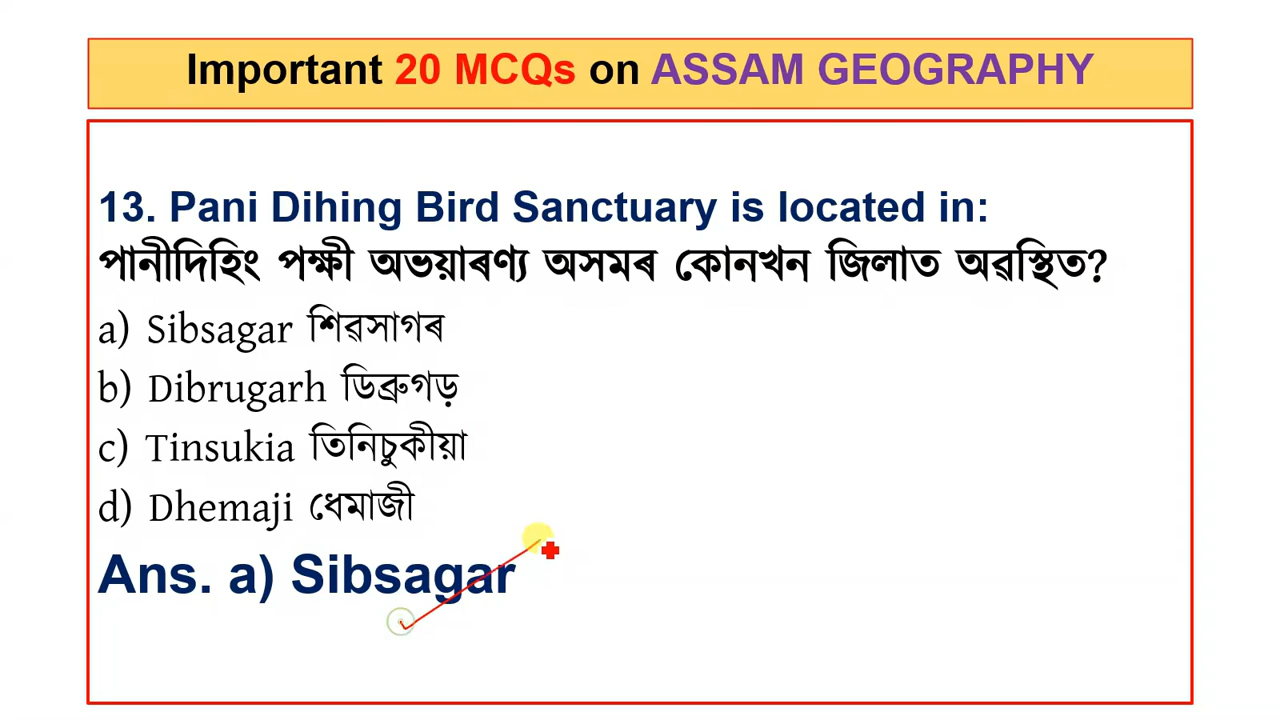 Important 20 MCQs on ASSAM GEOGRAPHY
13. Pani Dihing Bird Sanctuary is located in:
পানীদিহিং পক্ষী অভয়াৰণ্য অসমৰ কোনখন জিলাত অৱস্থিত?
a) Sibsagar শিৱসাগৰ
b) Dibrugarh ডিব্ৰুগড়
c) Tinsukia তিনিচুকীয়া
d) Dhemaji ধেমাজী
Ans. a) Sibsagar